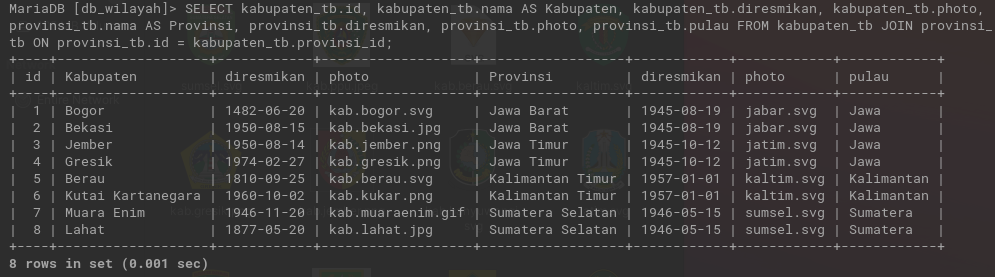 MariaDB [db_wilayah]> SELECT kabupaten_tb.id, kabupaten_tb.nama AS Kabupaten, kabupaten_tb.diresmikan, kabupaten_tb.photo,
provinsi_tb.nama AS Provinsi, provinsi_tb.diresmikan, provinsi_tb.photo, provinsi_tb.pulau FROM kabupaten_tb JOIN provinsi_
tb ON provinsi_tb.id = kabupaten_tb.provinsi_id;
+----+-------------------+------------+-------------------+------------------+------------+------------+------------+
| id | Kabupaten         | diresmikan | photo             | Provinsi         | diresmikan | photo      | pulau      |
+----+-------------------+------------+-------------------+------------------+------------+------------+------------+
|  1 | Bogor             | 1482-06-20 | kab.bogor.svg     | Jawa Barat       | 1945-08-19 | jabar.svg  | Jawa       |
|  2 | Bekasi            | 1950-08-15 | kab.bekasi.jpg    | Jawa Barat       | 1945-08-19 | jabar.svg  | Jawa       |
|  3 | Jember            | 1950-08-14 | kab.jember.png    | Jawa Timur       | 1945-10-12 | jatim.svg  | Jawa       |
|  4 | Gresik            | 1974-02-27 | kab.gresik.png    | Jawa Timur       | 1945-10-12 | jatim.svg  | Jawa       |
|  5 | Berau             | 1810-09-25 | kab.berau.svg     | Kalimantan Timur | 1957-01-01 | kaltim.svg | Kalimantan |
|  6 | Kutai Kartanegara | 1960-10-02 | kab.kukar.png     | Kalimantan Timur | 1957-01-01 | kaltim.svg | Kalimantan |
|  7 | Muara Enim        | 1946-11-20 | kab.muaraenim.gif | Sumatera Selatan | 1946-05-15 | sumsel.svg | Sumatera   |
|  8 | Lahat             | 1877-05-20 | kab.lahat.jpg     | Sumatera Selatan | 1946-05-15 | sumsel.svg | Sumatera   |
+----+-------------------+------------+-------------------+------------------+------------+------------+------------+
8 rows in set (0.001 sec)